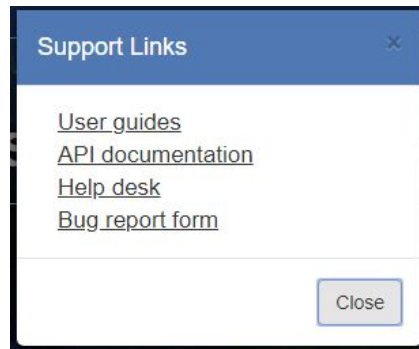 Support Links
×
User guides
API documentation
Help desk
Bug report form
Close